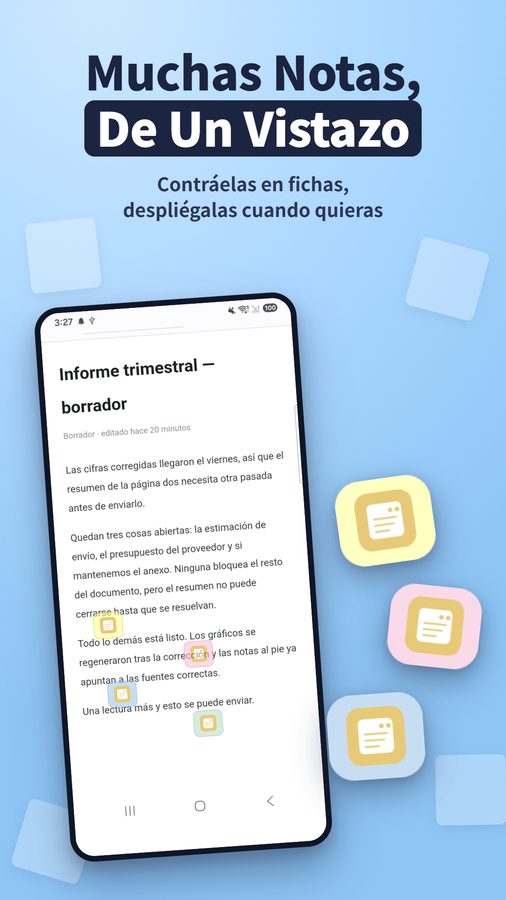 Muchas Notas,
De Un Vistazo
Contráelas en fichas,
despliégalas cuando quieras
3:27
100
Informe trimestral —
borrador
Borrador · editado hace 20 minutos
Las cifras corregidas llegaron el viernes, así que el
resumen de la página dos necesita otra pasada
antes de enviarlo.
Quedan tres cosas abiertas: la estimación de
envío, el presupuesto del proveedor y si
mantenemos el anexo. Ninguna bloquea el resto
del documento, pero el resumen no puede
cerrarse hasta que se resuelvan.
Todo lo demás está listo. Los gráficos se
regeneraron tras la corrección y las notas al pie ya
apuntan a las fuentes correctas.
Una lectura más y esto se puede enviar.